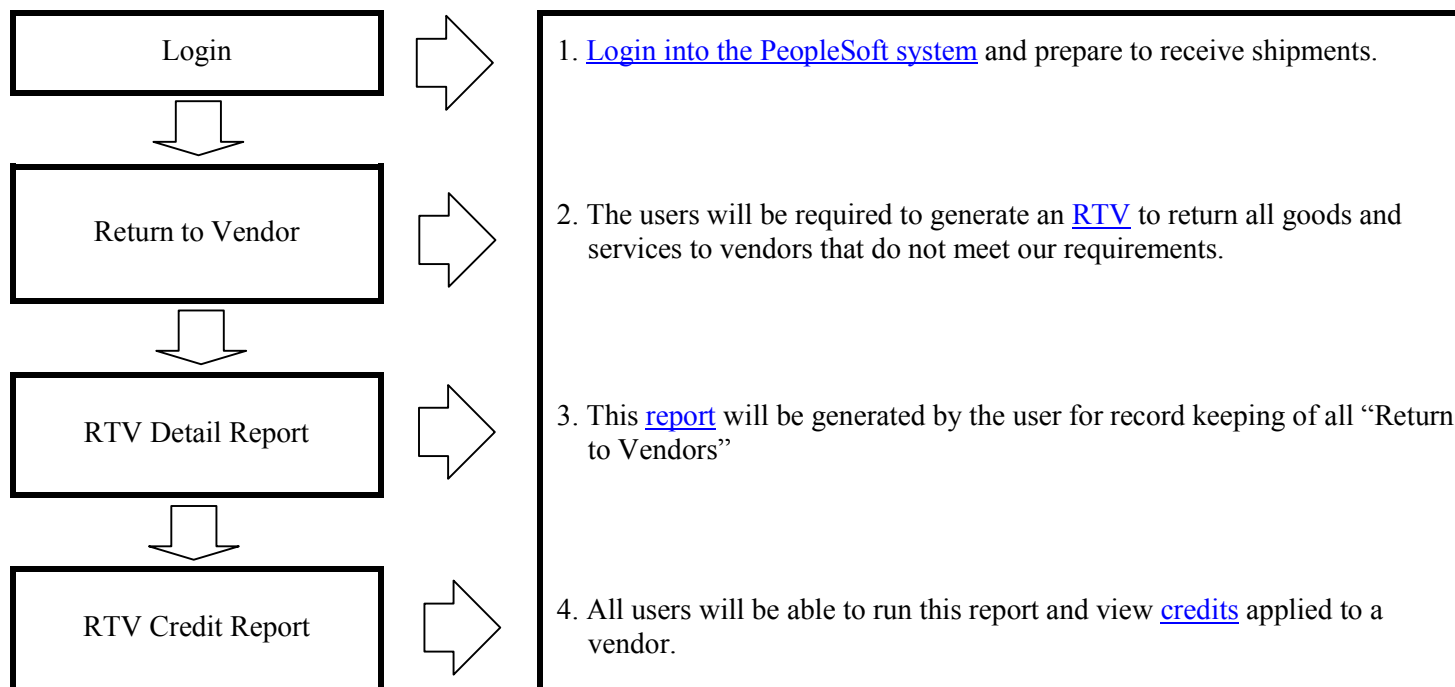 Login
1. Login into the PeopleSoft system and prepare to receive shipments.
Return to Vendor
2. The users will be required to generate an RTV to return all goods and
services to vendors that do not meet our requirements.
RTV Detail Report
3. This report will be generated by the user for record keeping of all “Return
to Vendors”
RTV Credit Report
4. All users will be able to run this report and view credits applied to a
vendor.